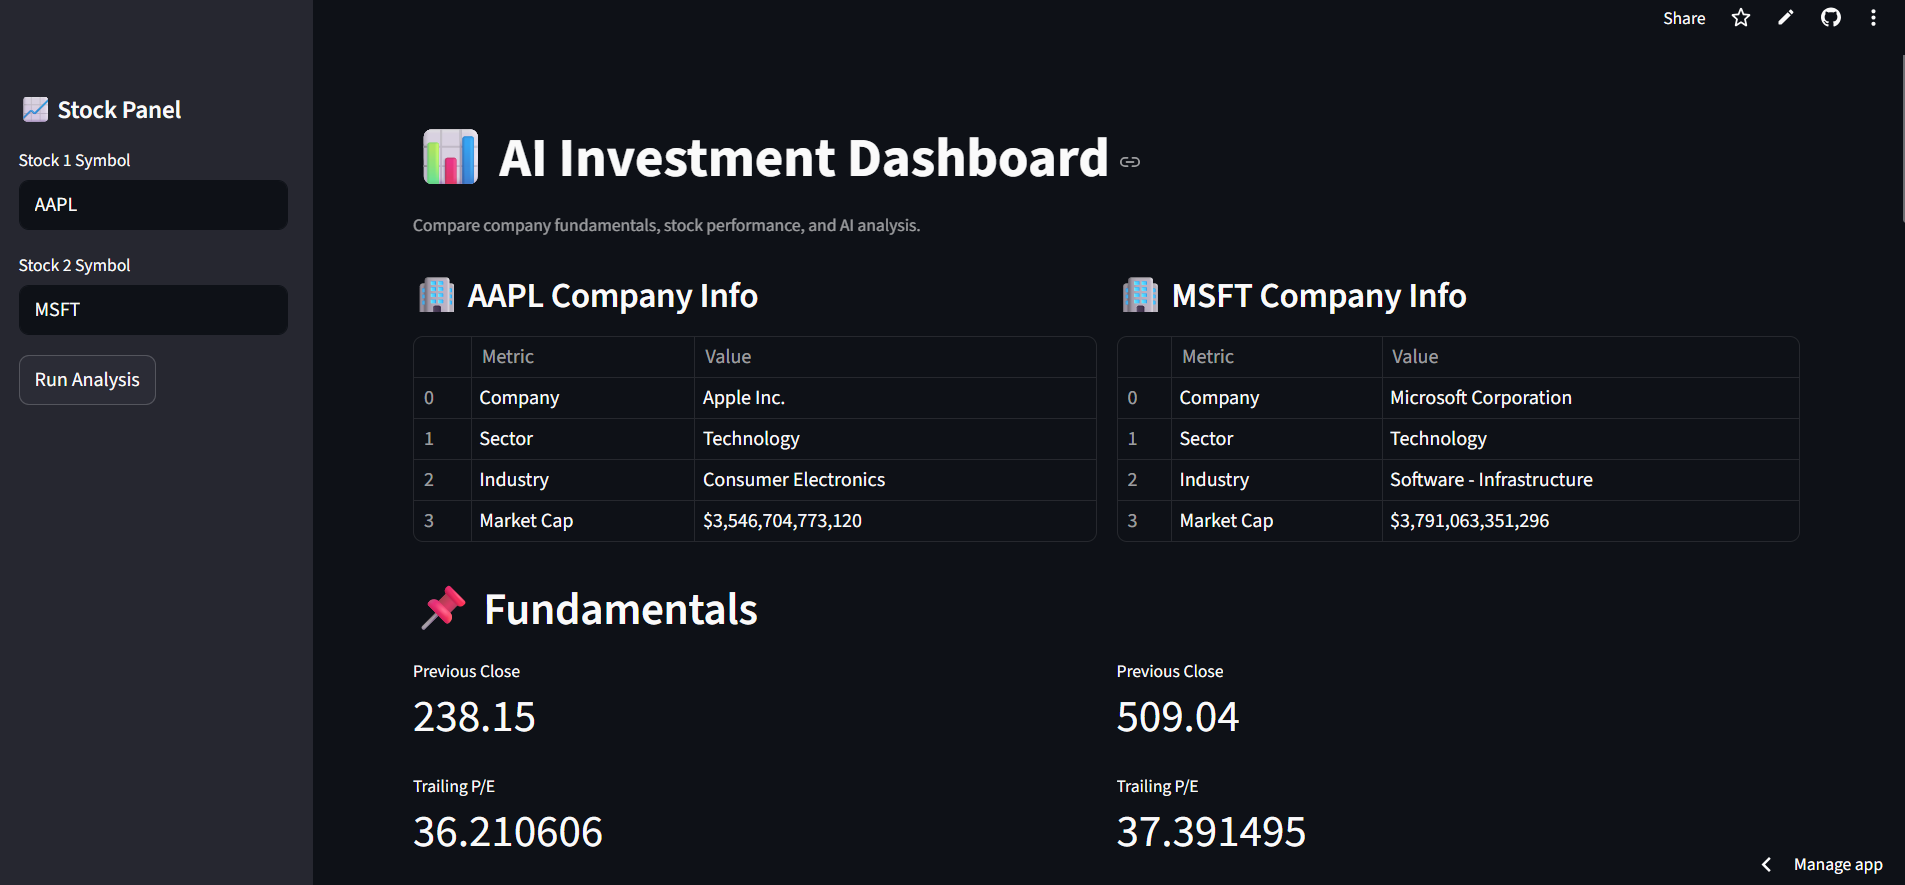 Share
Stock Panel
Stock 1 Symbol
AAPL
Stock 2 Symbol
MSFT
Run Analysis
AI Investment Dashboard
Compare company fundamentals, stock performance, and AI analysis.
AAPL Company Info
Metric Value
0 Company Apple Inc.
1 Sector Technology
2 Industry Consumer Electronics
3 Market Cap $3,546,704,773,120
MSFT Company Info
Metric Value
0 Company Microsoft Corporation
1 Sector Technology
2 Industry Software - Infrastructure
3 Market Cap $3,791,063,351,296
Fundamentals
Previous Close
238.15
Trailing P/E
36.210606
Previous Close
509.04
Trailing P/E
37.391495
Manage app